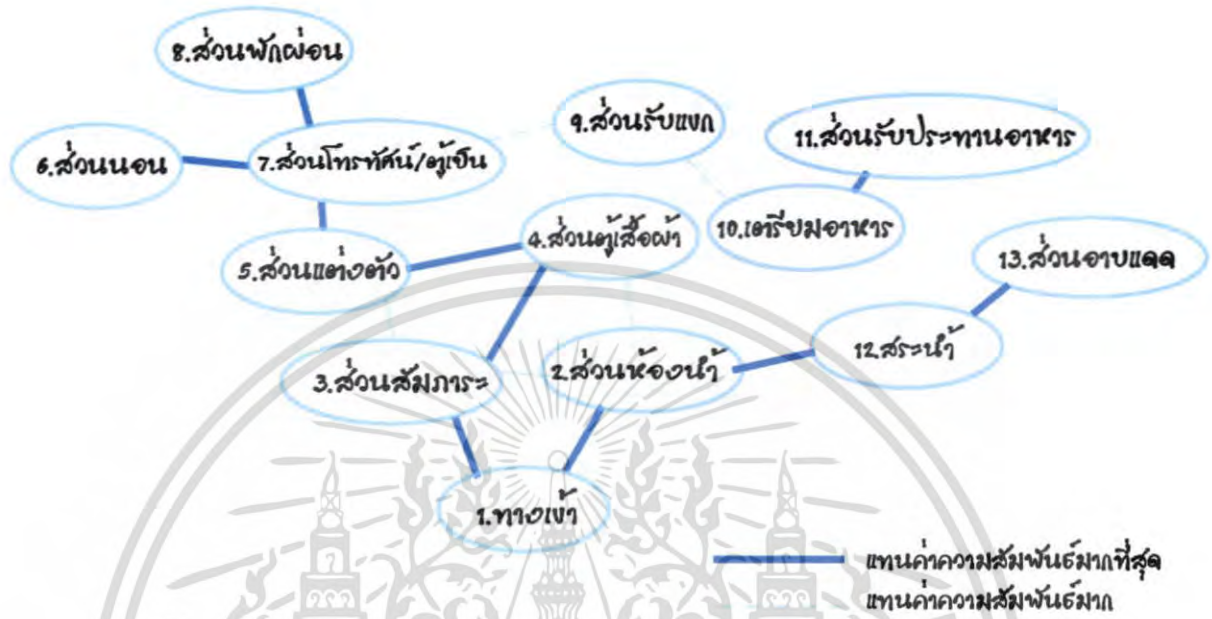 8.ส่วนพักผ่อน
9.ส่วนรับแขก
11.ส่วนรับประทานอาหาร
6.ส่วนนอน
7.ส่วนโทรทัศน์/ตู้เย็น
10.เตรียมอาหาร
4.ส่วนตู้เสื้อผ้า
5.ส่วนแต่งตัว
13.ส่วนอาบแดด
12.สระน้ำ
3.ส่วนสัมภาระ
2.ส่วนห้องน้ำ
1.ทางเข้า
แทนค่าความสัมพันธ์มากที่สุด
แทนค่าความสัมพันธ์มาก